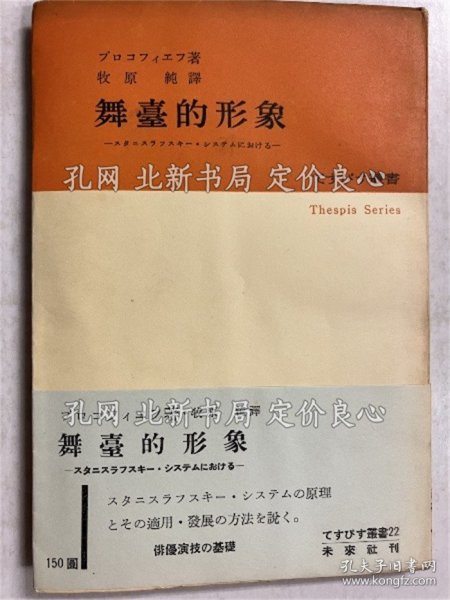 プロコフィエフ著
牧原 純譯
舞臺的形象
―スタニスラフスキー・システムにおける―
孔网 北新书局 定价良心
書
Thespis Series
孔网 北新书局 定价良心
譯
舞臺的形象
―スタニスラフスキー・システムにおける―
スタニスラフスキー・システムの原理
とその適用・發展の方法を説く。
俳優演技の基礎
150圓
てすぴす叢書22
未來社刊
孔夫子旧书网
kongfz.com